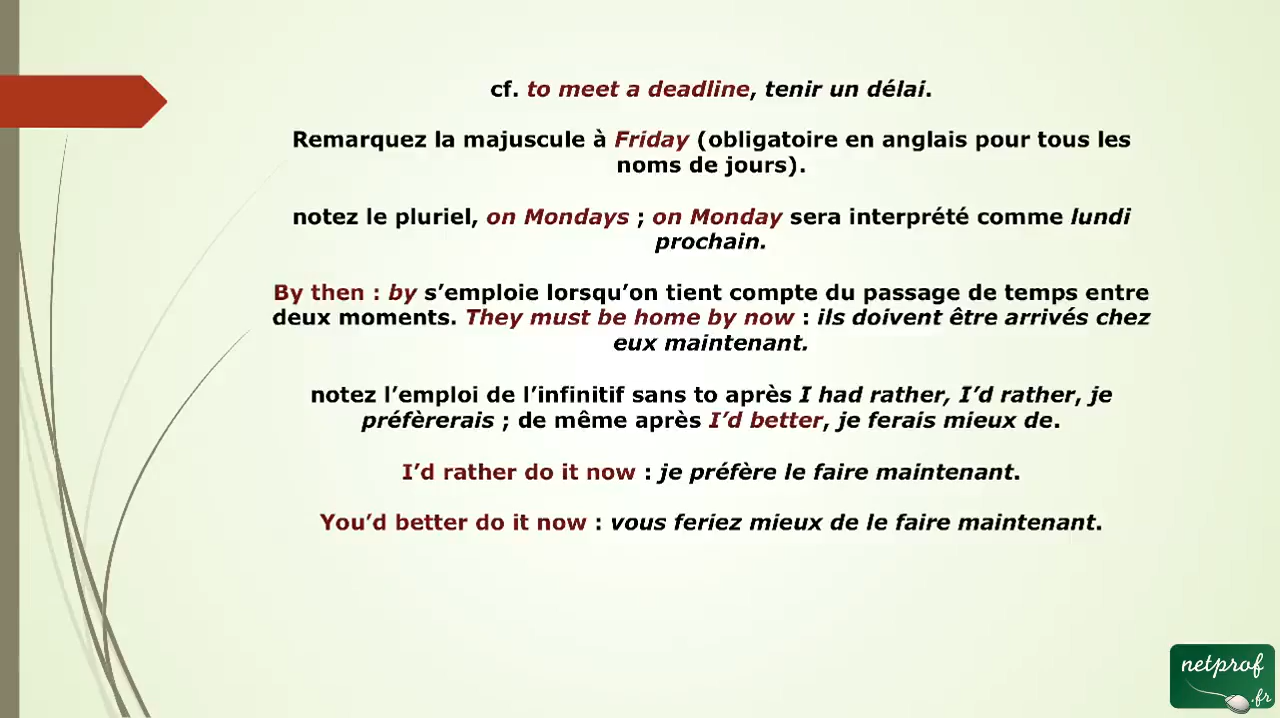 cf. to meet a deadline, tenir un délai.
Remarquez la majuscule à Friday (obligatoire en anglais pour tous les
noms de jours).
notez le pluriel, on Mondays ; on Monday sera interprété comme lundi
prochain.
By then : by s’emploie lorsqu’on tient compte du passage de temps entre
deux moments. They must be home by now : ils doivent être arrivés chez
eux maintenant.
notez l’emploi de l’infinitif sans to après I had rather, I’d rather, je
préfèrerais ; de même après I’d better, je ferais mieux de.
I’d rather do it now : je préfère le faire maintenant.
You’d better do it now : vous feriez mieux de le faire maintenant.
netprof
.fr